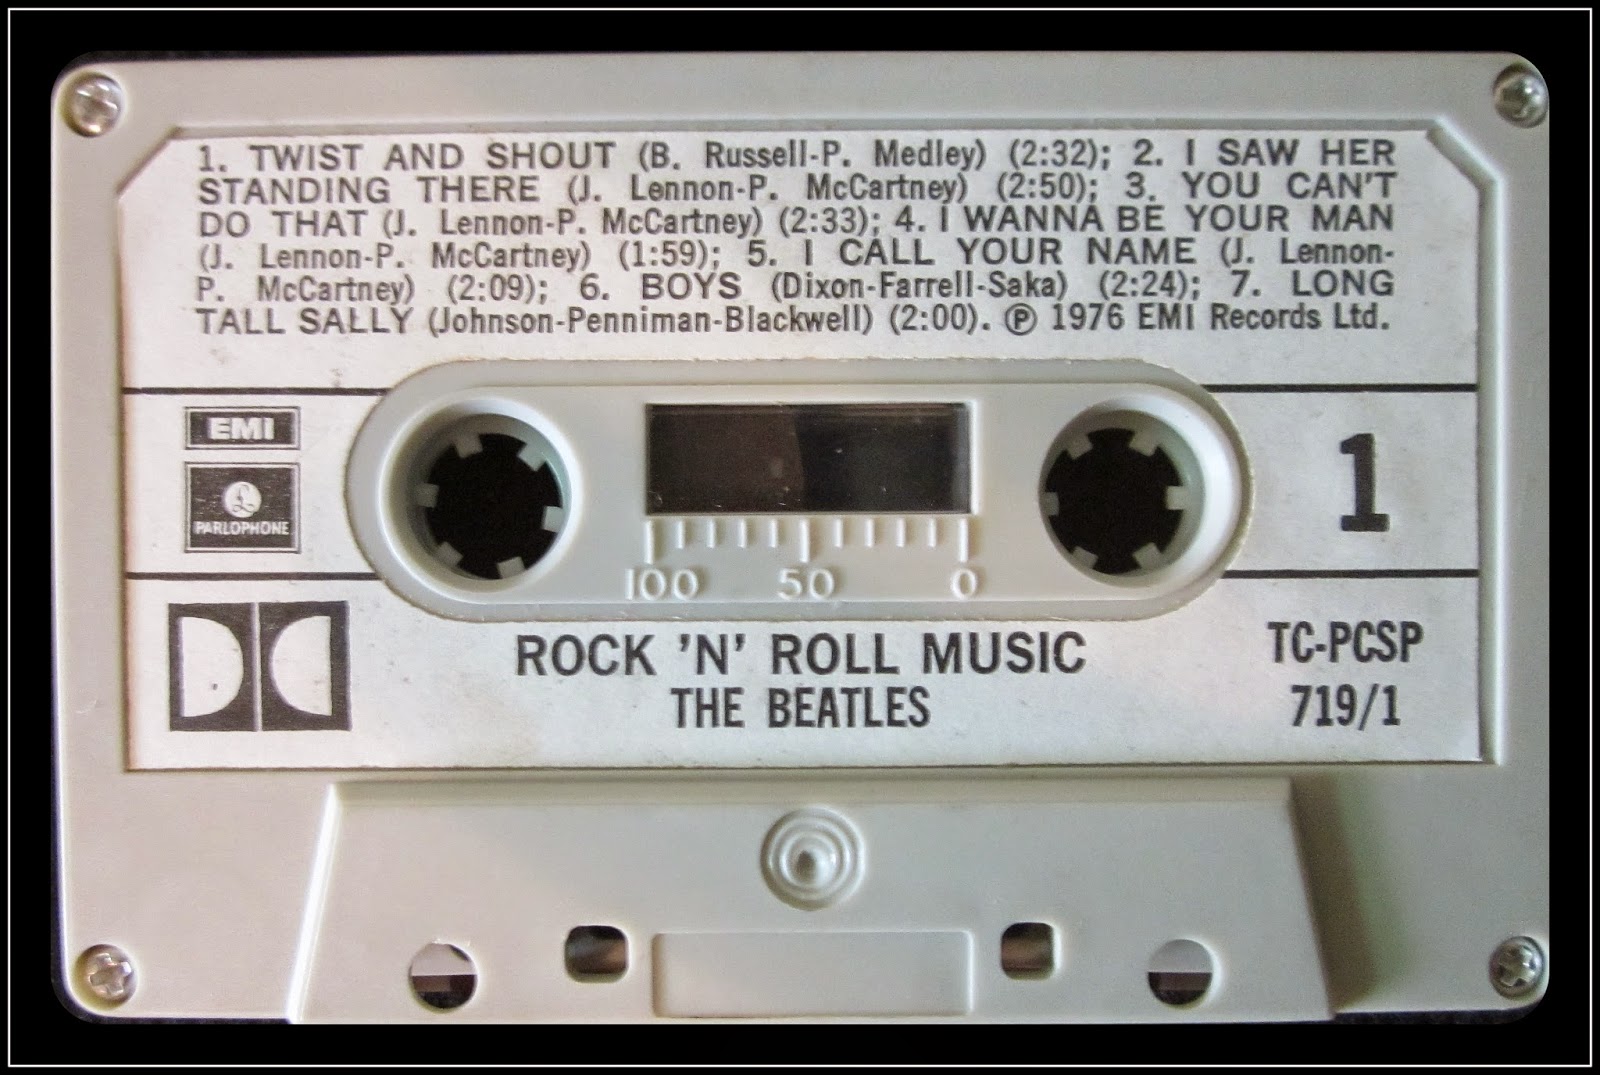 1. TWIST AND SHOUT (B. Russell-P. Medley) (2:32); 2. I SAW HER
STANDING THERE (J. Lennon-P. McCartney) (2:50); 3. YOU CAN'T
DO THAT (J. Lennon-P. McCartney) (2:33); 4. I WANNA BE YOUR MAN
(J. Lennon-P. McCartney) (1:59); 5. I CALL YOUR NAME (J. Lennon-
P. McCartney) (2:09); 6. BOYS (Dixon-Farrell-Saka) (2:24); 7. LONG
TALL SALLY (Johnson-Penniman-Blackwell) (2:00). ℗ 1976 EMI Records Ltd.
EMI
£
PARLOPHONE
1
100 50 0
ROCK 'N' ROLL MUSIC
THE BEATLES
TC-PCSP
719/1